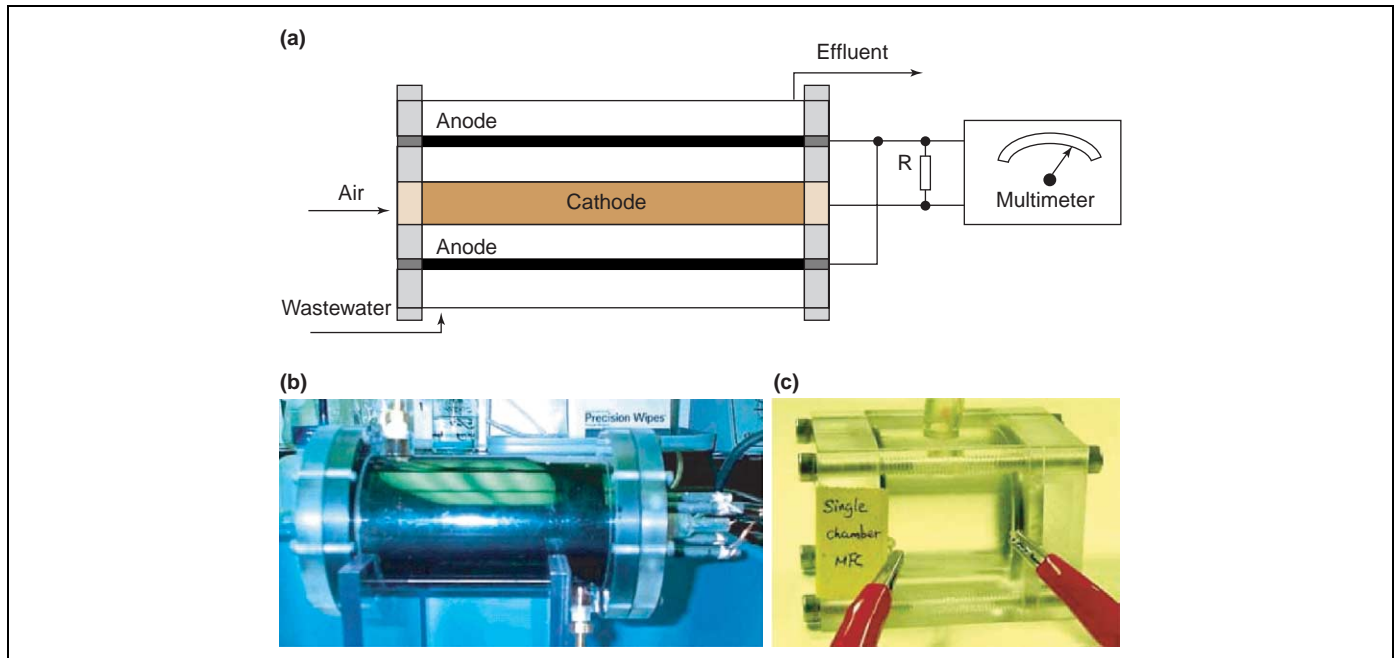 (a)
Effluent
Anode
Air
Cathode
R
Multimeter
Anode
Wastewater
(b)
(c)
Precision Wipes
Single
chamber
MFC